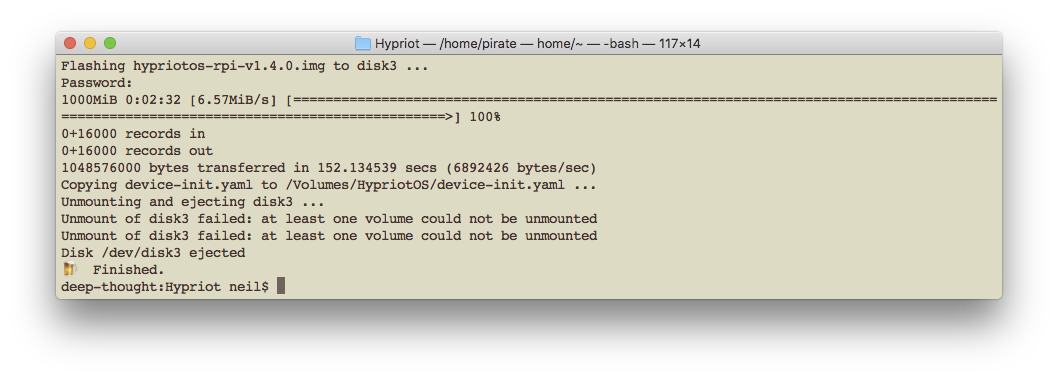 Hypriot — /home/pirate — home/~ — -bash — 117×14
Flashing hypriotos-rpi-v1.4.0.img to disk3 ...
Password:
1000MiB 0:02:32 [6.57MiB/s] [========================================================================================
================================================>] 100%
0+16000 records in
0+16000 records out
1048576000 bytes transferred in 152.134539 secs (6892426 bytes/sec)
Copying device-init.yaml to /Volumes/HypriotOS/device-init.yaml ...
Unmounting and ejecting disk3 ...
Unmount of disk3 failed: at least one volume could not be unmounted
Unmount of disk3 failed: at least one volume could not be unmounted
Disk /dev/disk3 ejected
🍺  Finished.
deep-thought:Hypriot neil$